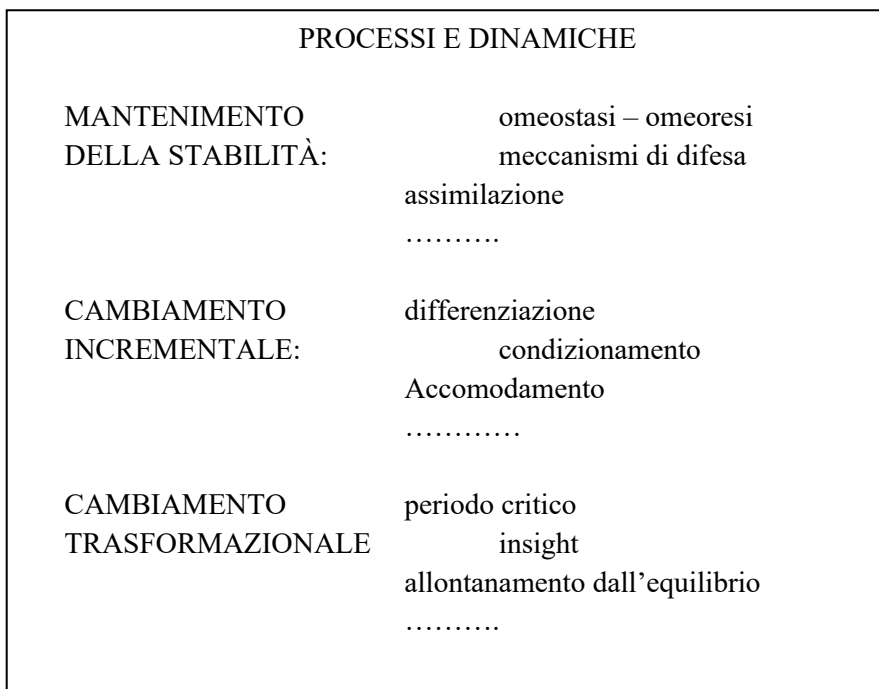 PROCESSI E DINAMICHE
MANTENIMENTO omeostasi – omeoresi
DELLA STABILITÀ: meccanismi di difesa
assimilazione
……….
CAMBIAMENTO differenziazione
INCREMENTALE: condizionamento
Accomodamento
…………
CAMBIAMENTO periodo critico
TRASFORMAZIONALE insight
allontanamento dall’equilibrio
……….